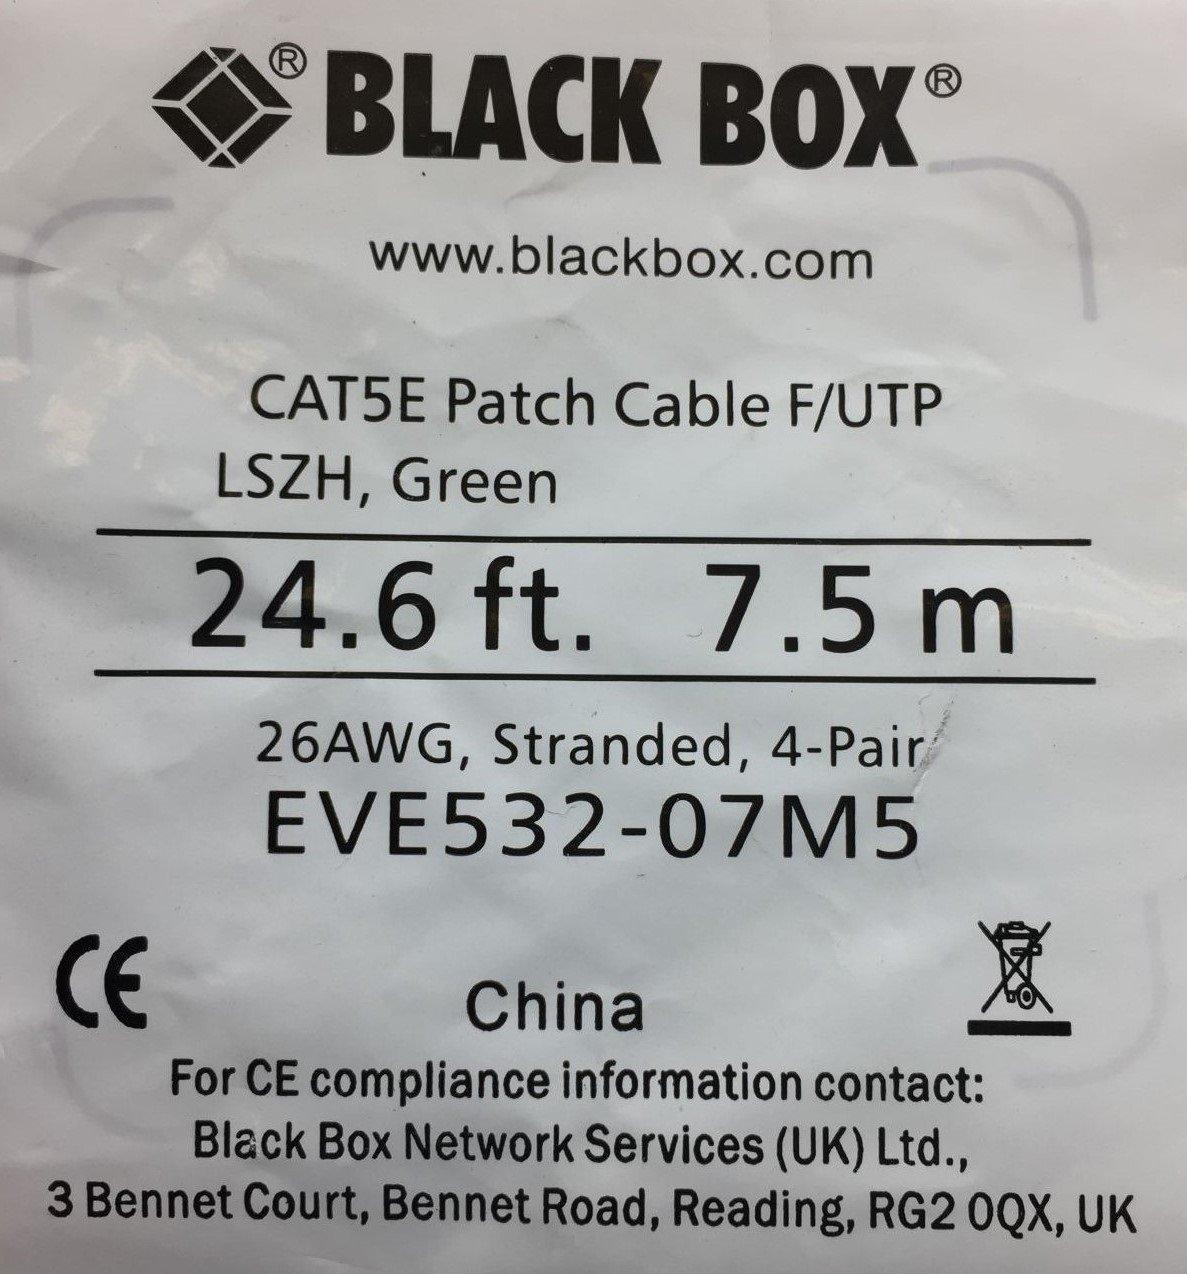 ® BLACK BOX®
www.blackbox.com
CAT5E Patch Cable F/UTP
LSZH, Green
24.6 ft. 7.5 m
26AWG, Stranded, 4-Pair
EVE532-07M5
CE
China
For CE compliance information contact:
Black Box Network Services (UK) Ltd.,
3 Bennet Court, Bennet Road, Reading, RG2 0QX, UK